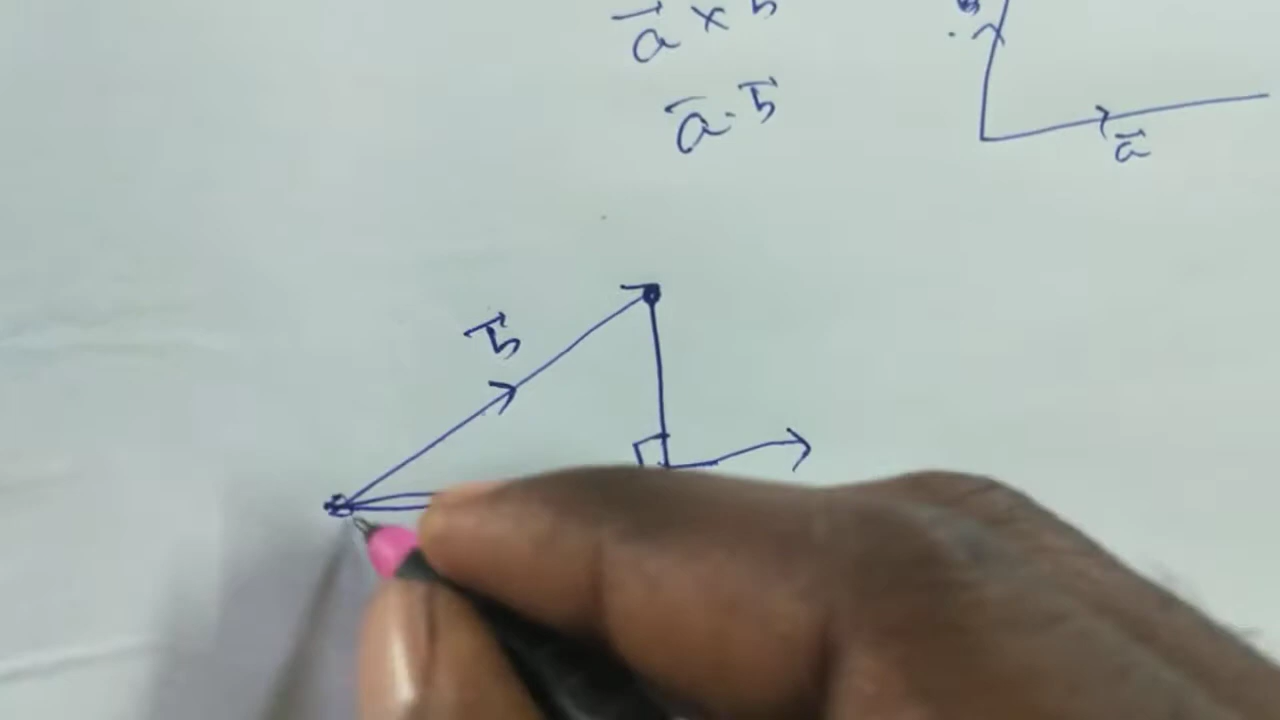 a⃗ × b⃗
a⃗ · b⃗
a⃗
b⃗